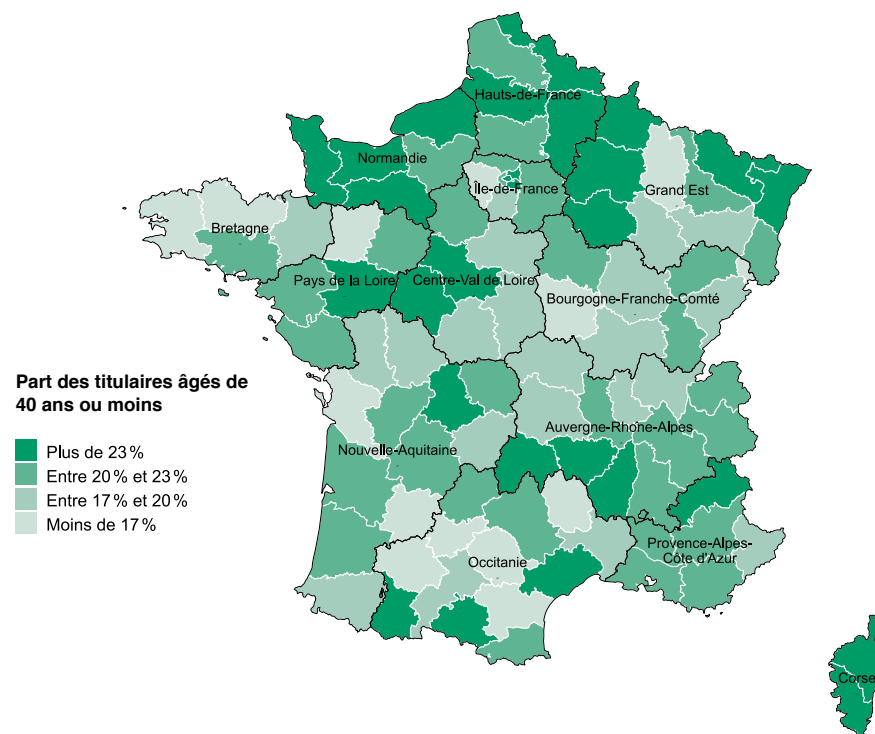 Hauts-de-France
Normandie
Île-de-France
Grand Est
Bretagne
Pays de la Loire
Centre-Val de Loire
Bourgogne-Franche-Comté
Part des titulaires âgés de
40 ans ou moins
Plus de 23 %
Entre 20 % et 23 %
Entre 17 % et 20 %
Moins de 17 %
Auvergne-Rhône-Alpes
Nouvelle-Aquitaine
Provence-Alpes-
Côte d'Azur
Occitanie
Corse